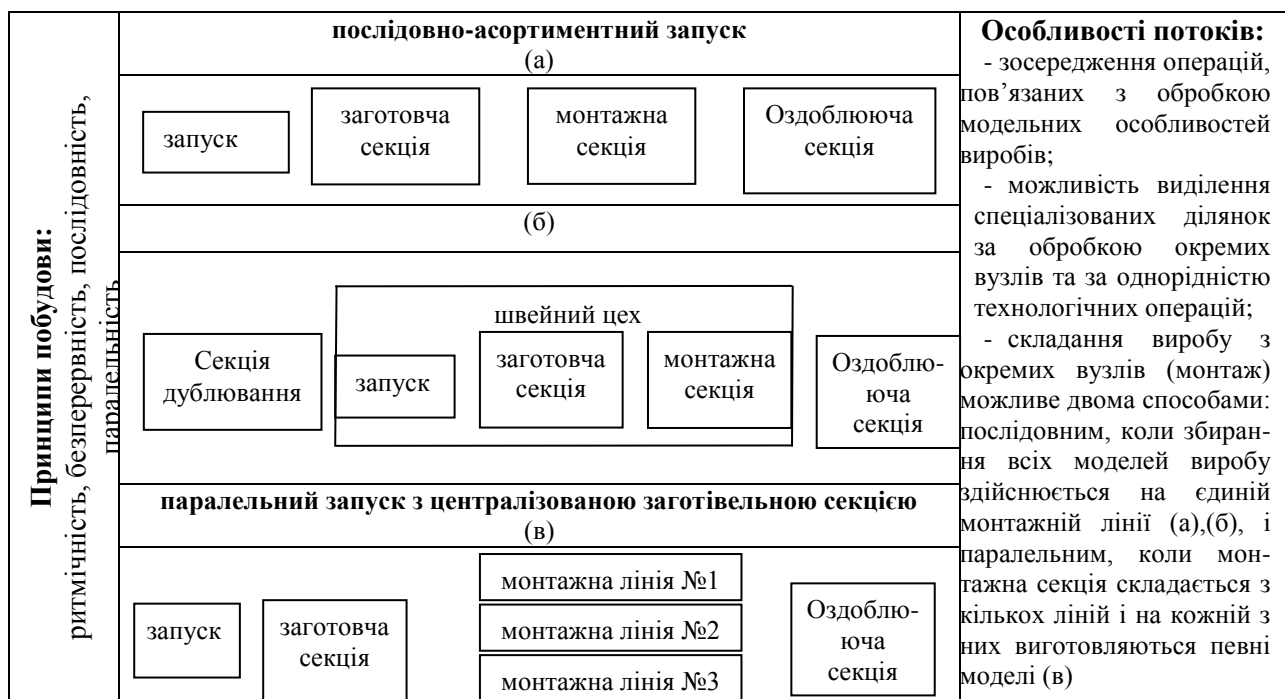 Принципи побудови:
ритмічність, безперервність, послідовність,
паралельність
послідовно-асортиментний запуск
(а)
запуск
заготовча
секція
монтажна
секція
Оздоблююча
секція
(б)
швейний цех
Секція
дублювання
запуск
заготовча
секція
монтажна
секція
Оздоблю-
юча
секція
паралельний запуск з централізованою заготівельною секцією
(в)
запуск
заготовча
секція
монтажна лінія №1
монтажна лінія №2
монтажна лінія №3
Оздоблю-
юча
секція
Особливості потоків:
- зосередження операцій,
пов’язаних з обробкою
модельних особливостей
виробів;
- можливість виділення
спеціалізованих ділянок
за обробкою окремих
вузлів та за однорідністю
технологічних операцій;
- складання виробу з
окремих вузлів (монтаж)
можливе двома способами:
послідовним, коли збиран-
ня всіх моделей виробу
здійснюється на єдиній
монтажній лінії (а),(б), і
паралельним, коли мон-
тажна секція складається з
кількох ліній і на кожній з
них виготовляються певні
моделі (в)